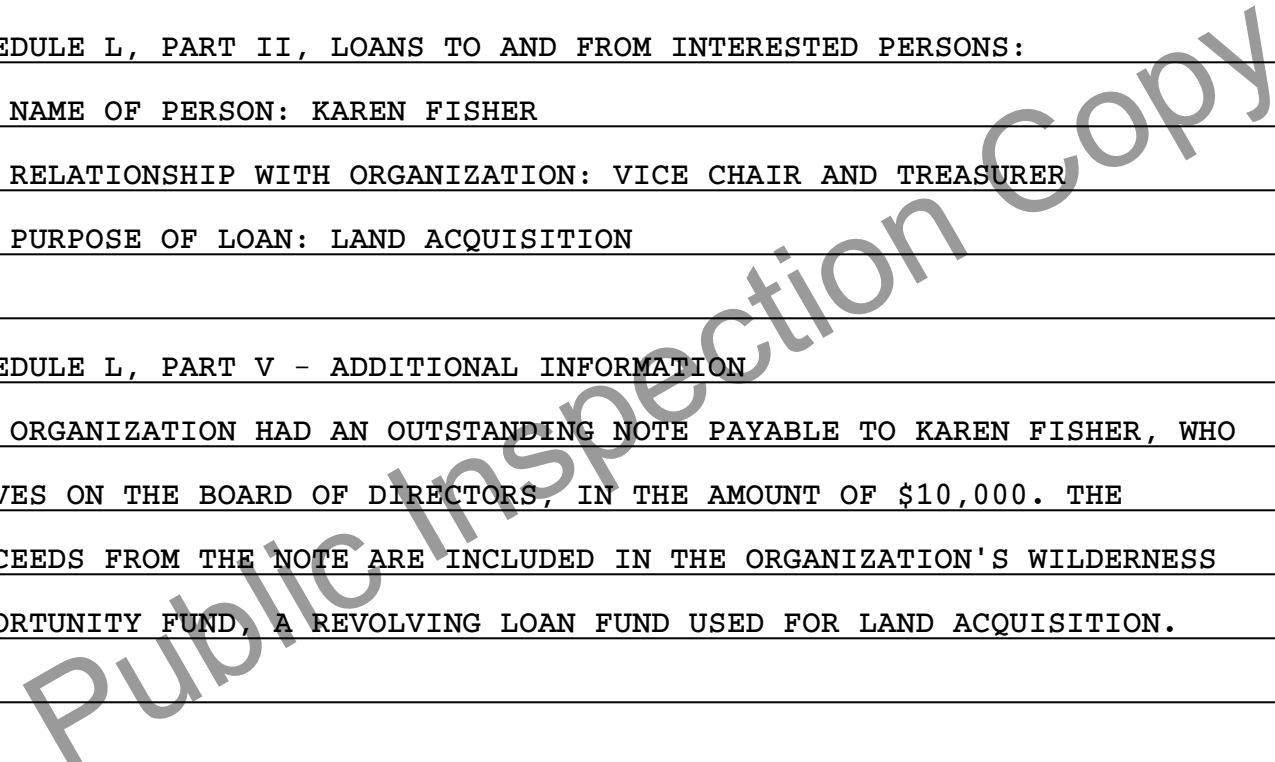 EDULE L, PART II, LOANS TO AND FROM INTERESTED PERSONS:
NAME OF PERSON: KAREN FISHER
RELATIONSHIP WITH ORGANIZATION: VICE CHAIR AND TREASURER
PURPOSE OF LOAN: LAND ACQUISITION
EDULE L, PART V - ADDITIONAL INFORMATION
ORGANIZATION HAD AN OUTSTANDING NOTE PAYABLE TO KAREN FISHER, WHO
VES ON THE BOARD OF DIRECTORS, IN THE AMOUNT OF $10,000. THE
CEEDS FROM THE NOTE ARE INCLUDED IN THE ORGANIZATION'S WILDERNESS
ORTUNITY FUND, A REVOLVING LOAN FUND USED FOR LAND ACQUISITION.
Public Inspection Copy